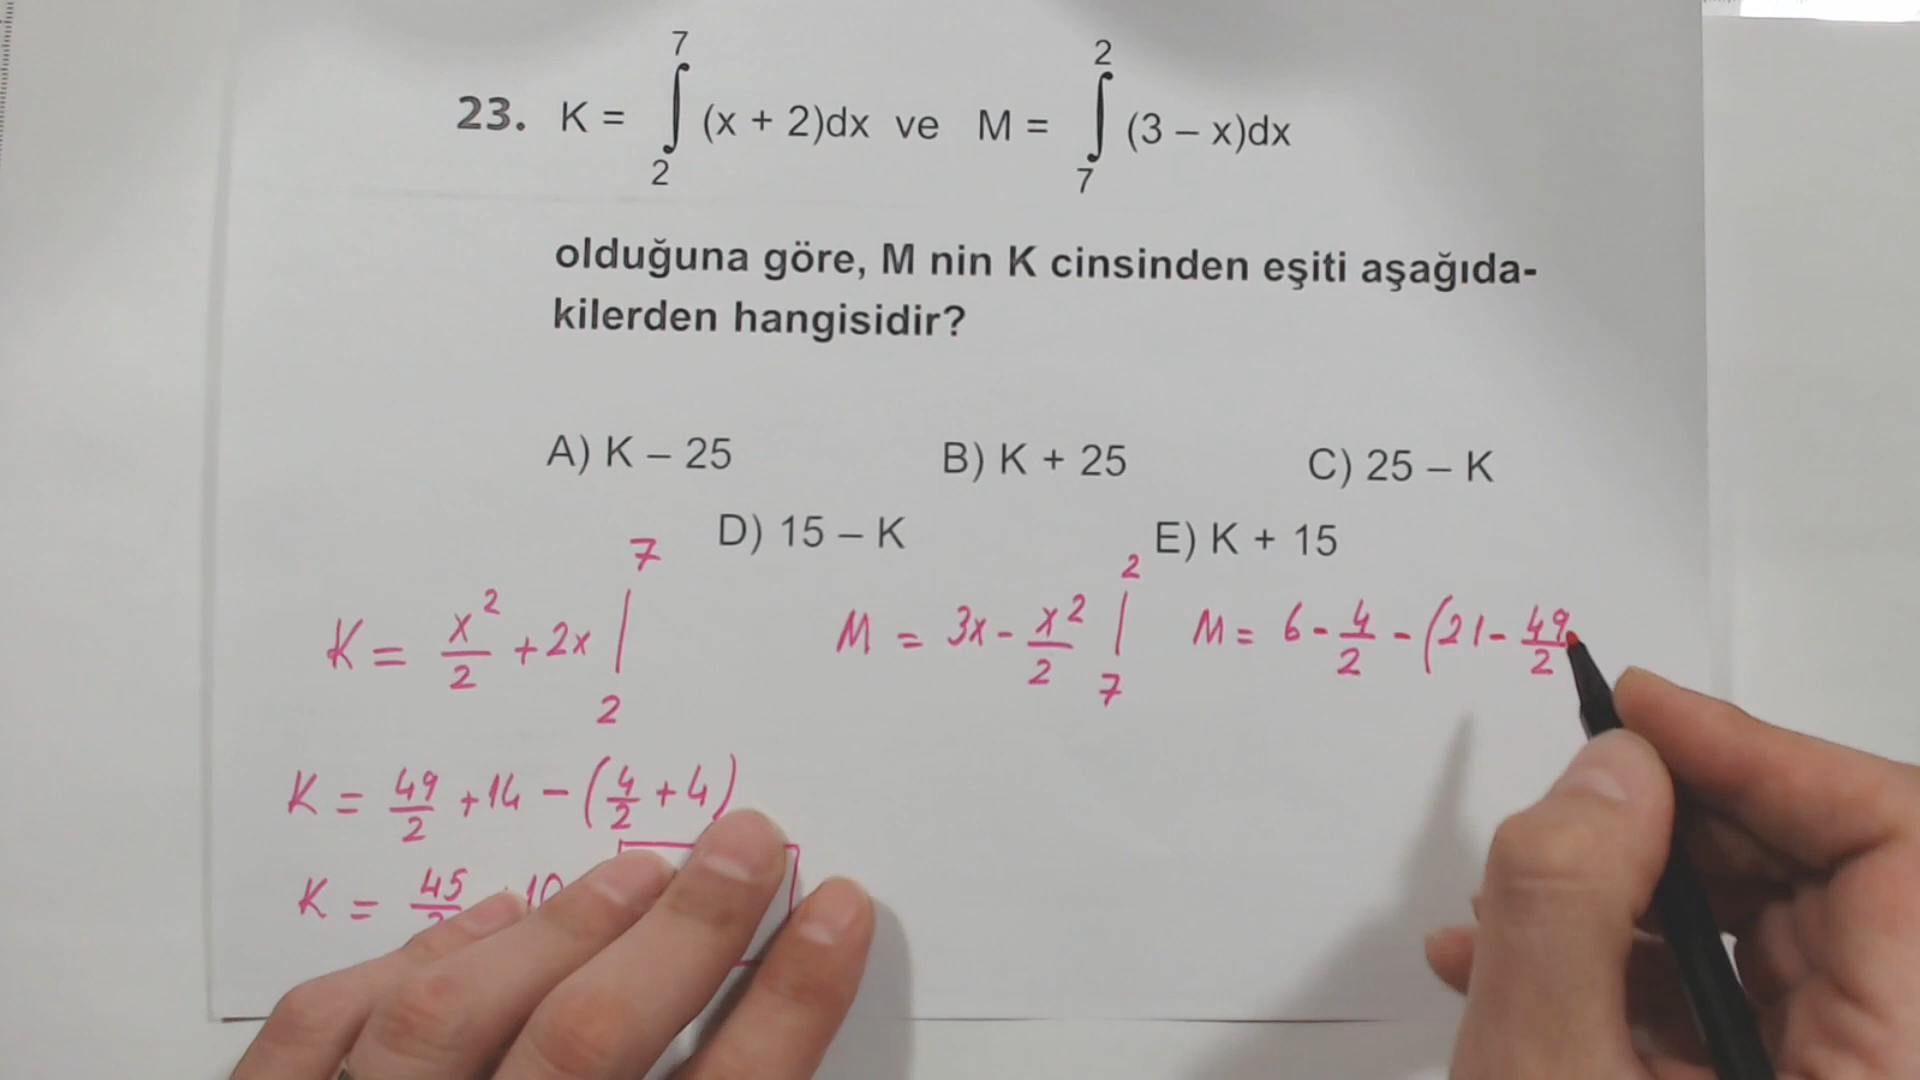 23. K = ∫₂⁷ (x + 2)dx ve M = ∫₇² (3 – x)dx
olduğuna göre, M nin K cinsinden eşiti aşağıda-
kilerden hangisidir?
A) K – 25 B) K + 25 C) 25 – K
D) 15 – K E) K + 15
K = x²/2 + 2x |₂⁷ M = 3x - x²/2 |₇² M = 6 - 4/2 - (21 - 49/2
K = 49/2 + 14 - (4/2 + 4)
K = 45/2 + 10